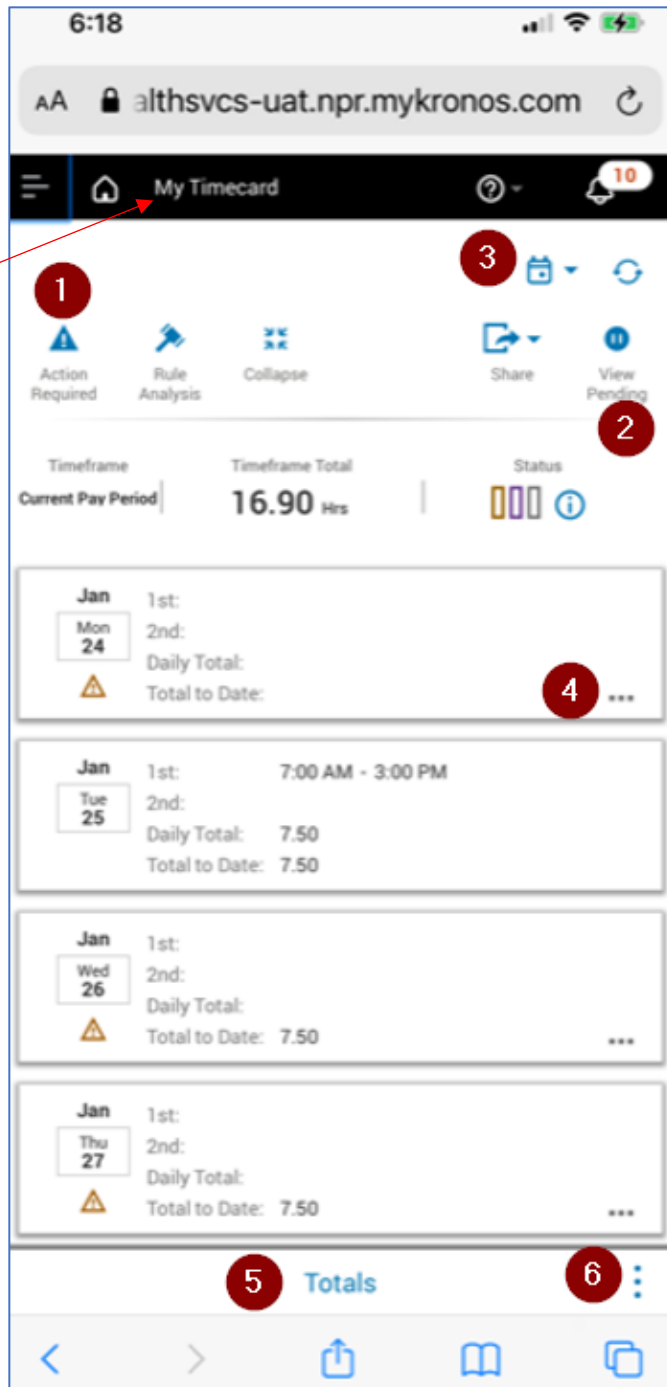 6:18
AA althsvcs-uat.npr.mykronos.com
My Timecard 10
3
1
Action Required Rule Analysis Collapse Share View Pending
2
Timeframe Timeframe Total Status
Current Pay Period 16.90 Hrs
Jan 1st:
Mon 2nd:
24 Daily Total:
Total to Date: 4 ...
Jan 1st: 7:00 AM - 3:00 PM
Tue 2nd:
25 Daily Total: 7.50
Total to Date: 7.50
Jan 1st:
Wed 2nd:
26 Daily Total:
Total to Date: 7.50 ...
Jan 1st:
Thu 2nd:
27 Daily Total:
Total to Date: 7.50 ...
5 Totals 6